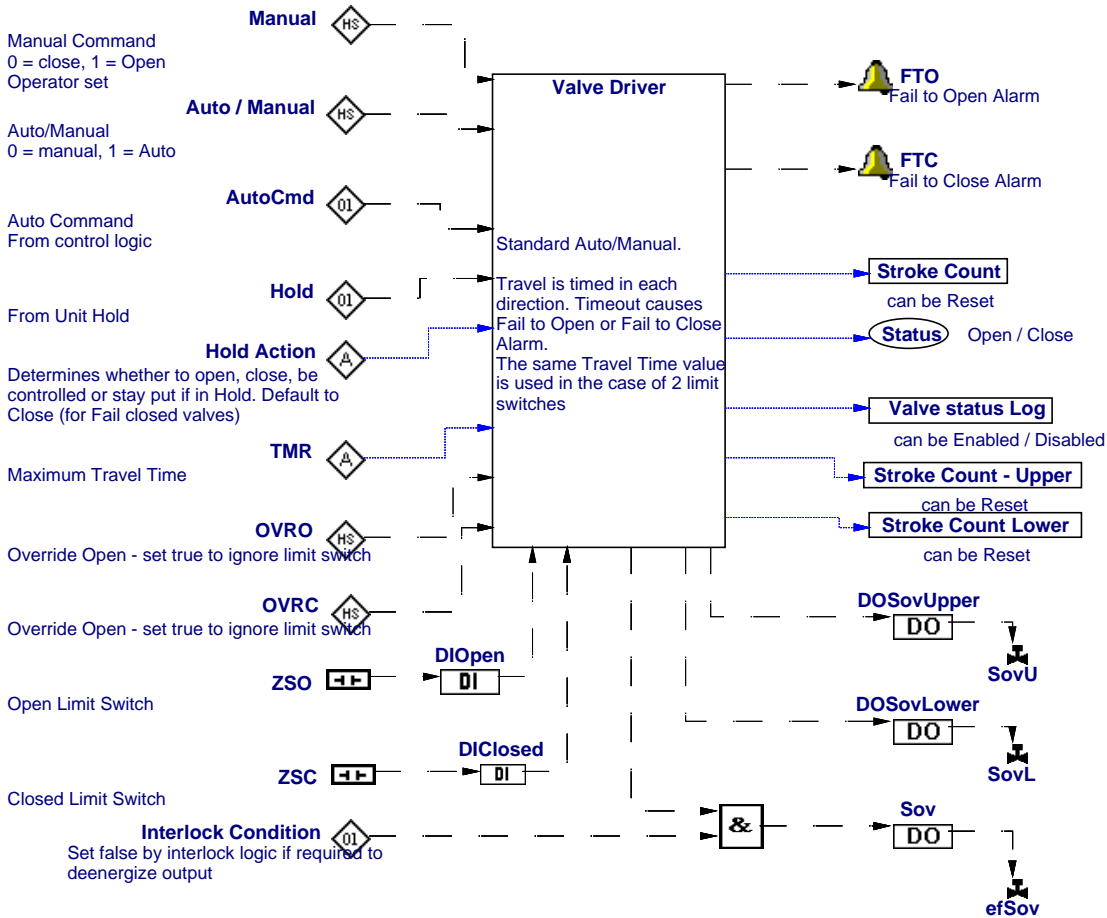 Manual
HS
Manual Command
0 = close, 1 = Open
Operator set
Auto / Manual
HS
Auto/Manual
0 = manual, 1 = Auto
AutoCmd
01
Auto Command
From control logic
Hold
01
From Unit Hold
Hold Action
A
Determines whether to open, close, be
controlled or stay put if in Hold. Default to
Close (for Fail closed valves)
TMR
A
Maximum Travel Time
OVRO
HS
Override Open - set true to ignore limit switch
OVRC
HS
Override Open - set true to ignore limit switch
ZSO
DIOpen
DI
Open Limit Switch
ZSC
DIClosed
DI
Closed Limit Switch
Interlock Condition
01
Set false by interlock logic if required to
deenergize output
Valve Driver
Standard Auto/Manual.
Travel is timed in each
direction. Timeout causes
Fail to Open or Fail to Close
Alarm.
The same Travel Time value
is used in the case of 2 limit
switches
FTO
Fail to Open Alarm
FTC
Fail to Close Alarm
Stroke Count
can be Reset
Status
Open / Close
Valve status Log
can be Enabled / Disabled
Stroke Count - Upper
can be Reset
Stroke Count Lower
can be Reset
DOSovUpper
DO
SovU
DOSovLower
DO
SovL
&
Sov
DO
efSov